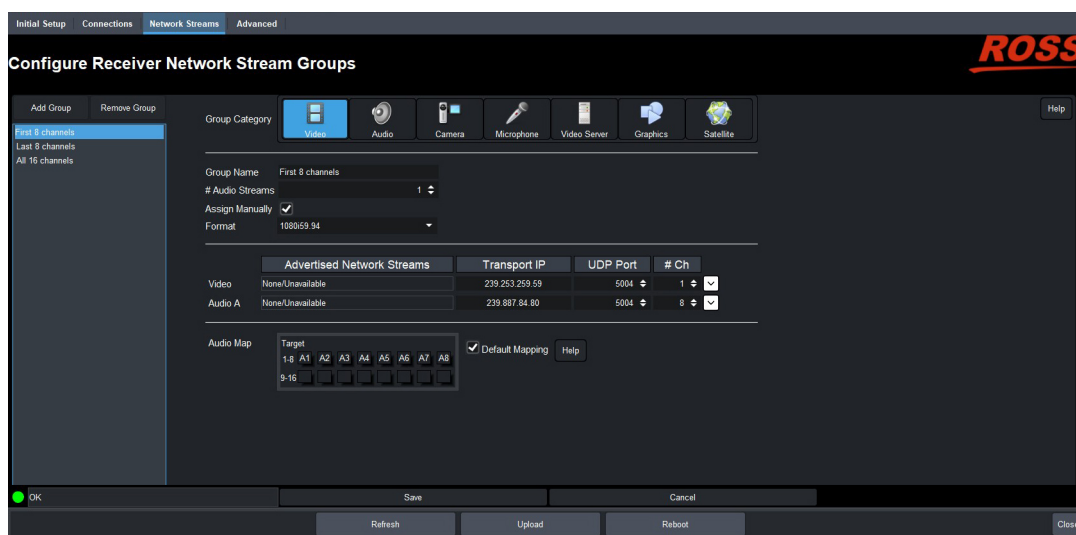 Initial Setup Connections Network Streams Advanced
ROSS
Configure Receiver Network Stream Groups
Add Group Remove Group
First 8 channels
Last 8 channels
All 16 channels
Group Category Video Audio Camera Microphone Video Server Graphics Satellite
Help
Group Name First 8 channels
# Audio Streams 1
Assign Manually
Format 1080i59.94
Advertised Network Streams Transport IP UDP Port # Ch
Video None/Unavailable 239.253.259.59 5004 1
Audio A None/Unavailable 239.887.84.80 5004 8
Audio Map Target
1-8 A1 A2 A3 A4 A5 A6 A7 A8
9-16
Default Mapping Help
OK Save Cancel
Refresh Upload Reboot Close